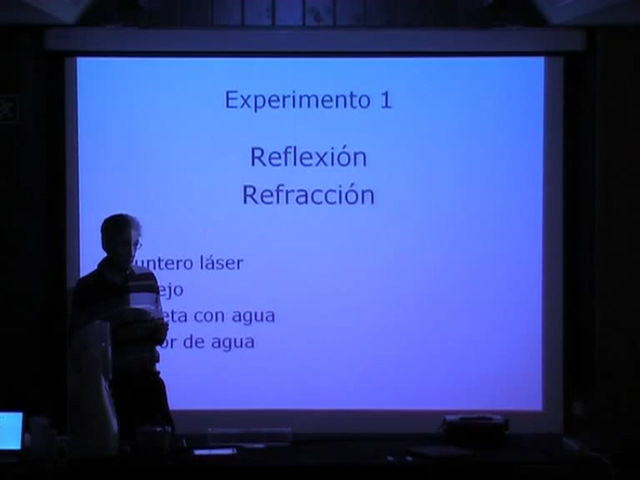 Experimento 1
Reflexión
Refracción
untero láser
ejo
eta con agua
or de agua